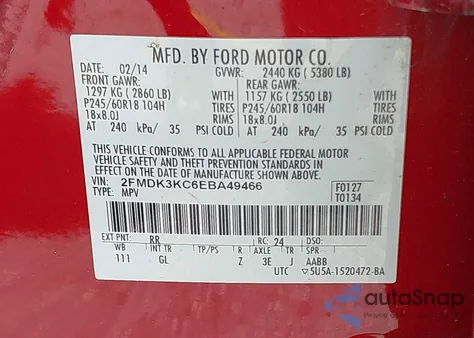 MFD. BY FORD MOTOR CO.
DATE: 02/14 GVWR: 2440 KG ( 5380 LB)
FRONT GAWR: REAR GAWR:
1297 KG ( 2860 LB) WITH 1157 KG ( 2550 LB) WITH
P245/60R18 104H TIRES P245/60R18 104H TIRES
18x8.0J RIMS 18x8.0J RIMS
AT 240 kPa/ 35 PSI COLD AT 240 kPa/ 35 PSI COLD
THIS VEHICLE CONFORMS TO ALL APPLICABLE FEDERAL MOTOR
VEHICLE SAFETY AND THEFT PREVENTION STANDARDS IN
EFFECT ON THE DATE OF MANUFACTURE SHOWN ABOVE.
VIN: 2FMDK3KC6EBA49466 F0127
TYPE: MPV T0134
EXT PNT: RR RC: 24 DSO:
WB INT TR TP/PS R AXLE TR SPR
111 GL Z 3E J AABB
UTC ▽5U5A-1520472-BA
autoSnap